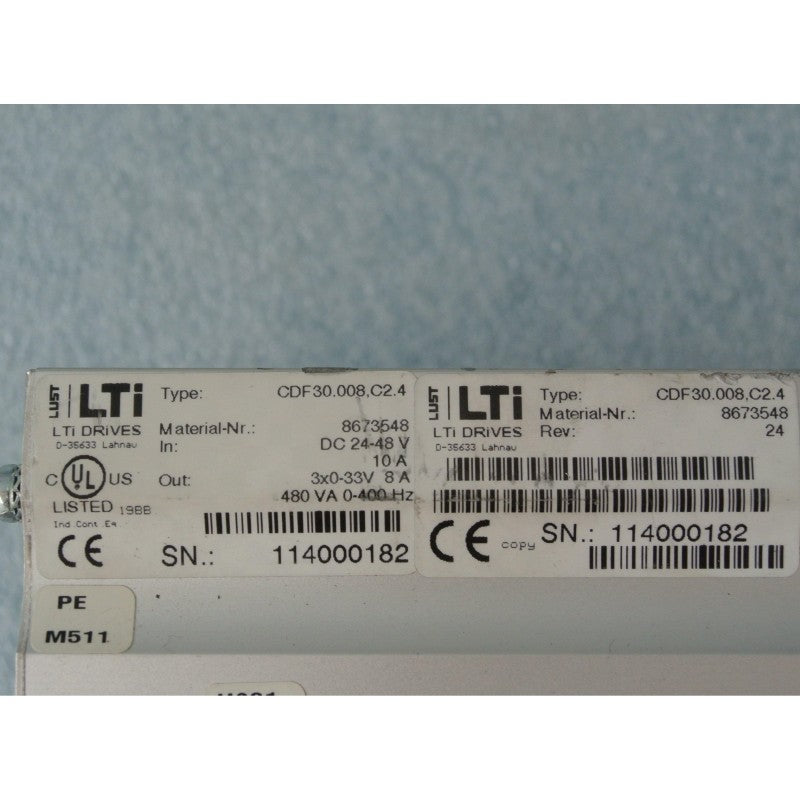 LUST LTi
LTi DRiVES
D-35633 Lahnau
Type: CDF30.008,C2.4
Material-Nr.: 8673548
In: DC 24-48 V
10 A
Out: 3x0-33V 8 A
480 VA 0-400 Hz
C UL US
LISTED 19BB
Ind Cont Eq
CE SN.: 114000182
LUST LTi
LTi DRiVES
D-35633 Lahnau
Type: CDF30.008,C2.4
Material-Nr.: 8673548
Rev: 24
CE copy SN.: 114000182
PE
M511